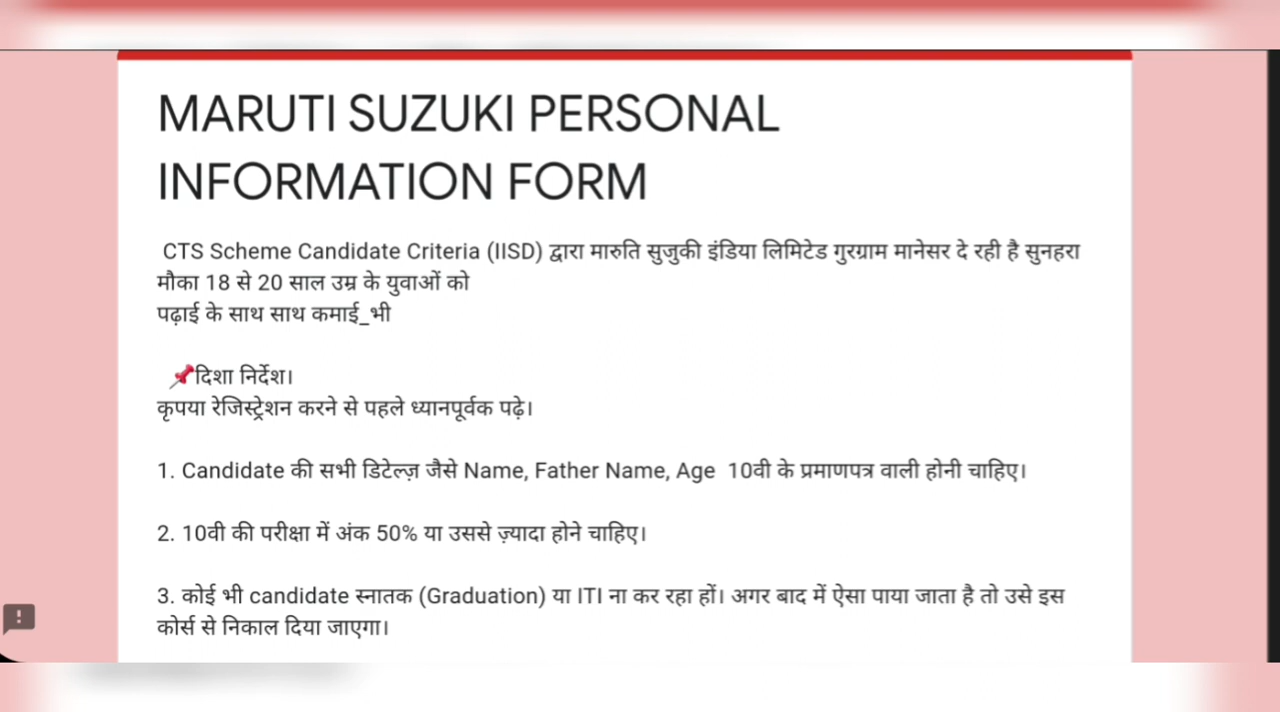 MARUTI SUZUKI PERSONAL
INFORMATION FORM
CTS Scheme Candidate Criteria (IISD) द्वारा मारुति सुजुकी इंडिया लिमिटेड गुरग्राम मानेसर दे रही है सुनहरा
मौका 18 से 20 साल उम्र के युवाओं को
पढ़ाई के साथ साथ कमाई_भी
📌दिशा निर्देश।
कृपया रेजिस्ट्रेशन करने से पहले ध्यानपूर्वक पढ़े।
1. Candidate की सभी डिटेल्ज़ जैसे Name, Father Name, Age 10वी के प्रमाणपत्र वाली होनी चाहिए।
2. 10वी की परीक्षा में अंक 50% या उससे ज़्यादा होने चाहिए।
3. कोई भी candidate स्नातक (Graduation) या ITI ना कर रहा हों। अगर बाद में ऐसा पाया जाता है तो उसे इस
कोर्स से निकाल दिया जाएगा।